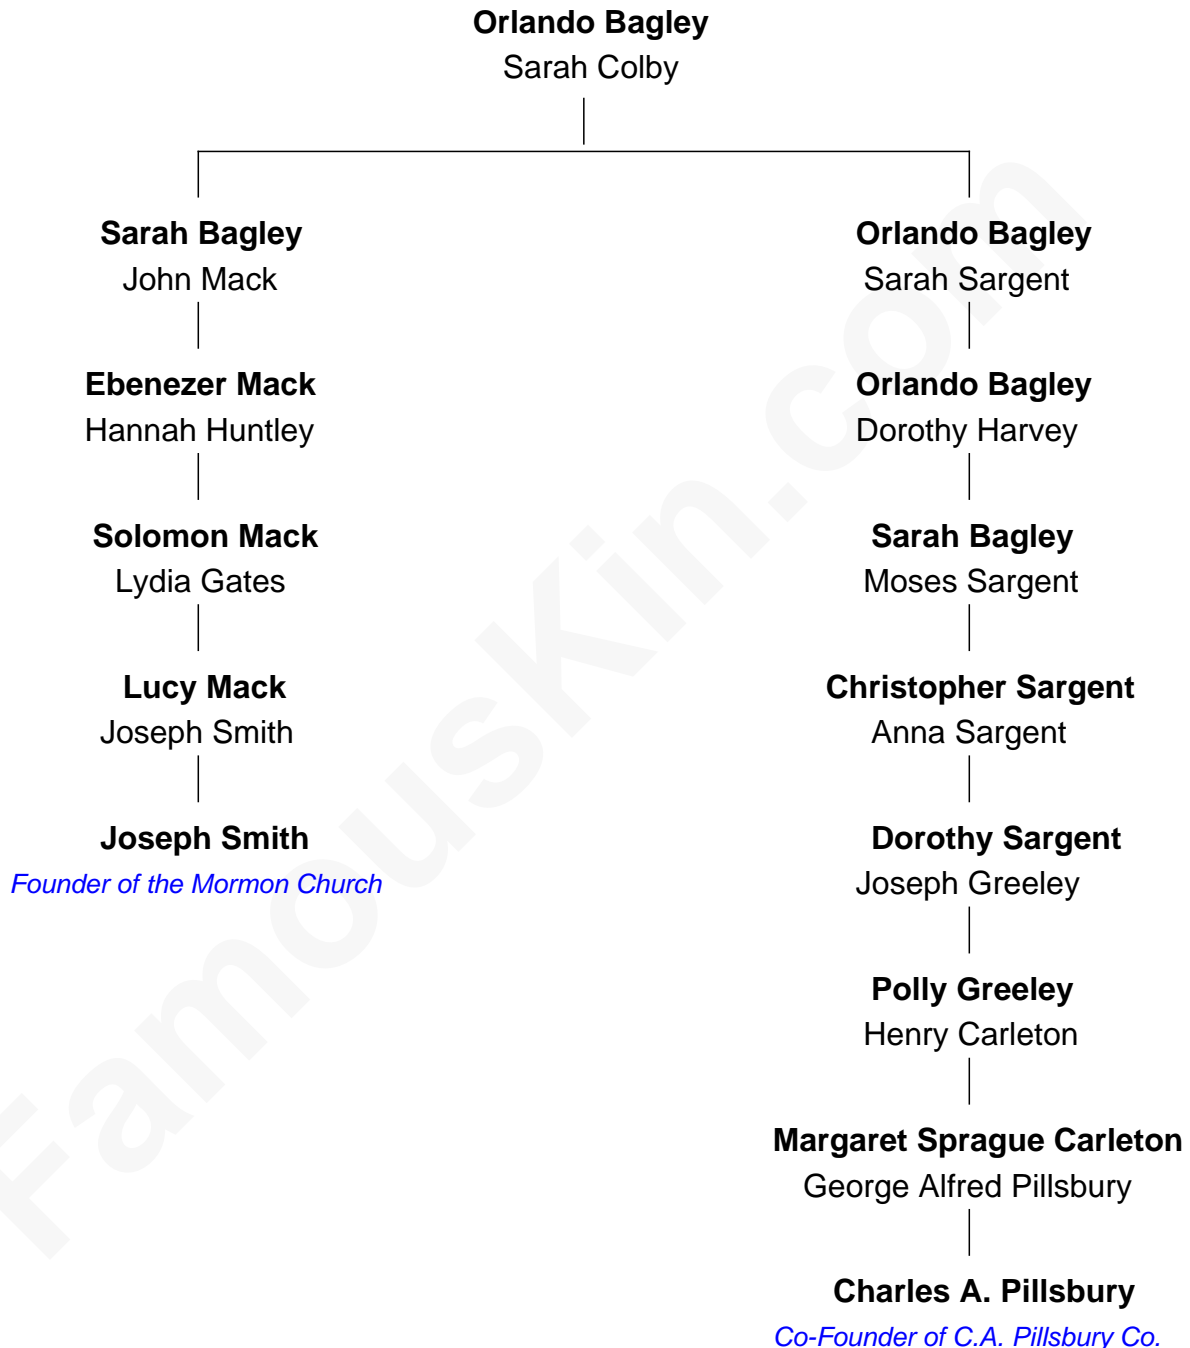 Orlando Bagley
Sarah Colby
Sarah Bagley
John Mack
Ebenezer Mack
Hannah Huntley
Solomon Mack
Lydia Gates
Lucy Mack
Joseph Smith
Joseph Smith
Founder of the Mormon Church
Orlando Bagley
Sarah Sargent
Orlando Bagley
Dorothy Harvey
Sarah Bagley
Moses Sargent
Christopher Sargent
Anna Sargent
Dorothy Sargent
Joseph Greeley
Polly Greeley
Henry Carleton
Margaret Sprague Carleton
George Alfred Pillsbury
Charles A. Pillsbury
Co-Founder of C.A. Pillsbury Co.
FamousKin.com